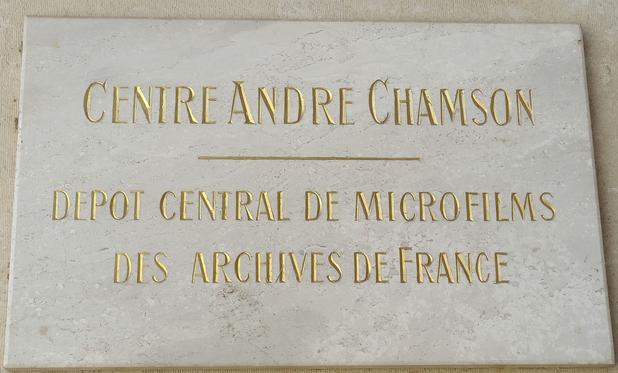 CENTRE ANDRE CHAMSON
DEPOT CENTRAL DE MICROFILMS
DES ARCHIVES DE FRANCE